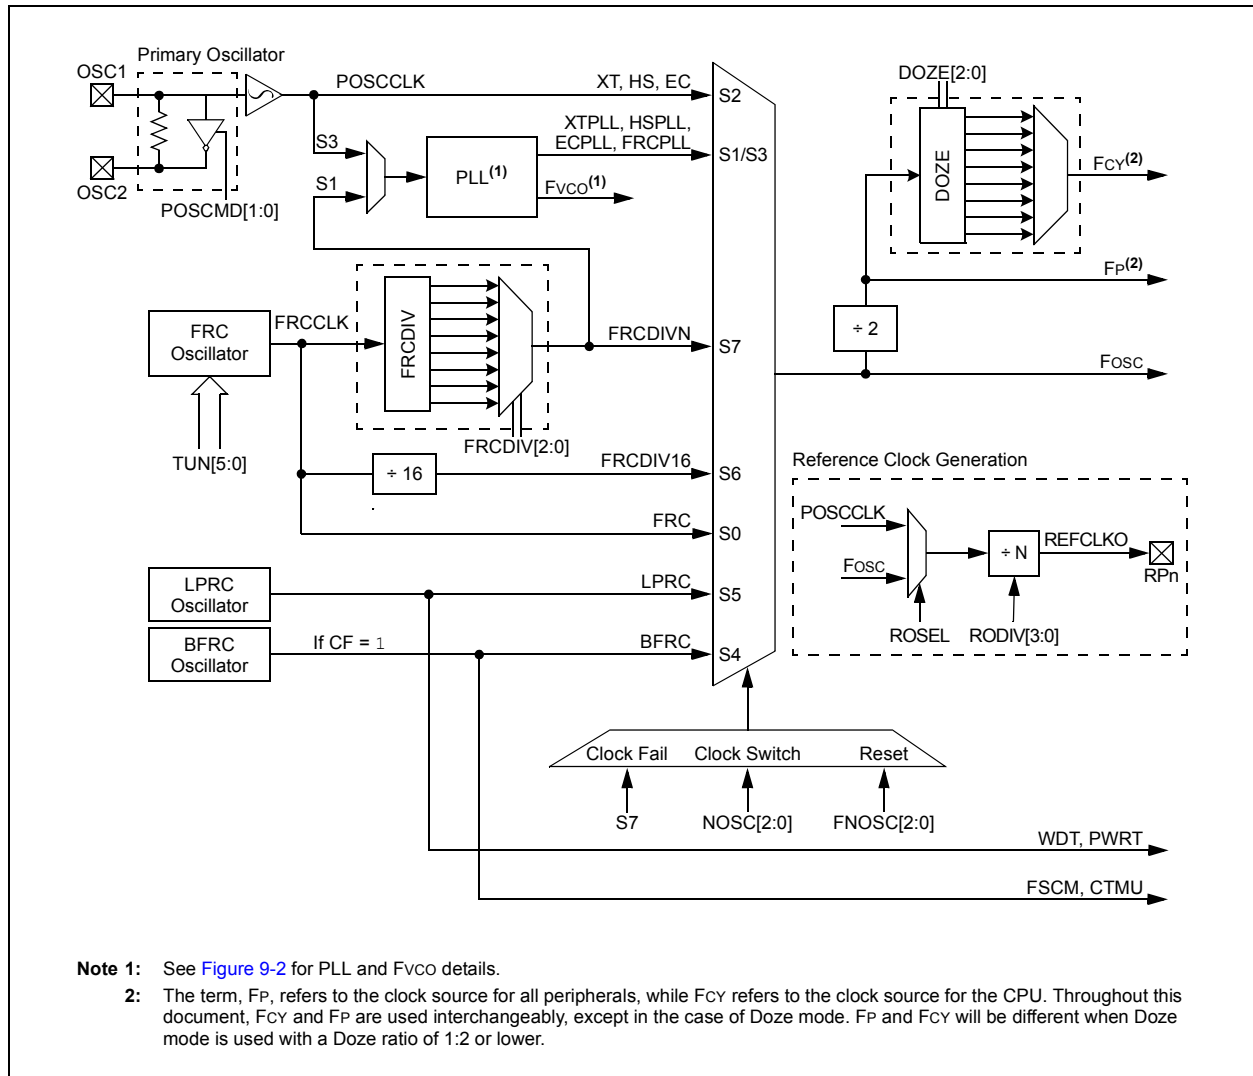 Primary Oscillator
OSC1
OSC2
POSCMD[1:0]
POSCCLK
XT, HS, EC
S2
S3
S1
PLL(1)
XTPLL, HSPLL,
ECPLL, FRCPLL
S1/S3
FVCO(1)
DOZE[2:0]
DOZE
FCY(2)
FP(2)
÷ 2
FOSC
FRC
Oscillator
FRCCLK
TUN[5:0]
FRCDIV
FRCDIVN
S7
FRCDIV[2:0]
÷ 16
FRCDIV16
S6
FRC
S0
LPRC
Oscillator
LPRC
S5
BFRC
Oscillator
If CF = 1
BFRC
S4
Reference Clock Generation
POSCCLK
FOSC
÷ N
REFCLKO
RPn
ROSEL
RODIV[3:0]
Clock Fail
Clock Switch
Reset
S7
NOSC[2:0]
FNOSC[2:0]
WDT, PWRT
FSCM, CTMU
Note 1: See Figure 9-2 for PLL and FVCO details.
2: The term, FP, refers to the clock source for all peripherals, while FCY refers to the clock source for the CPU. Throughout this
document, FCY and FP are used interchangeably, except in the case of Doze mode. FP and FCY will be different when Doze
mode is used with a Doze ratio of 1:2 or lower.